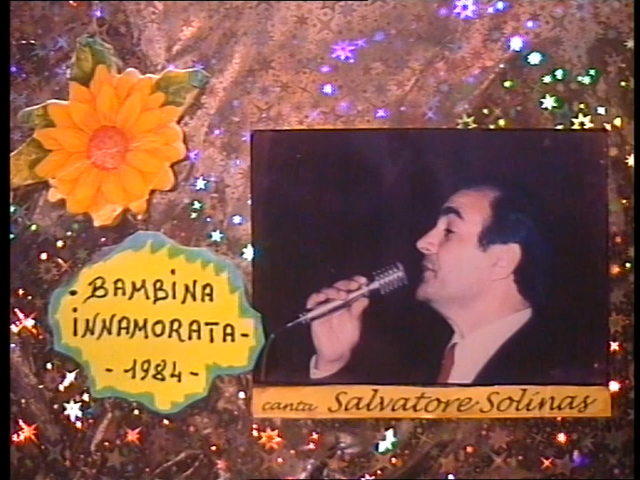 - BAMBiNA
iNNAMORATA -
- 1984 -
canta Salvatore Solinas